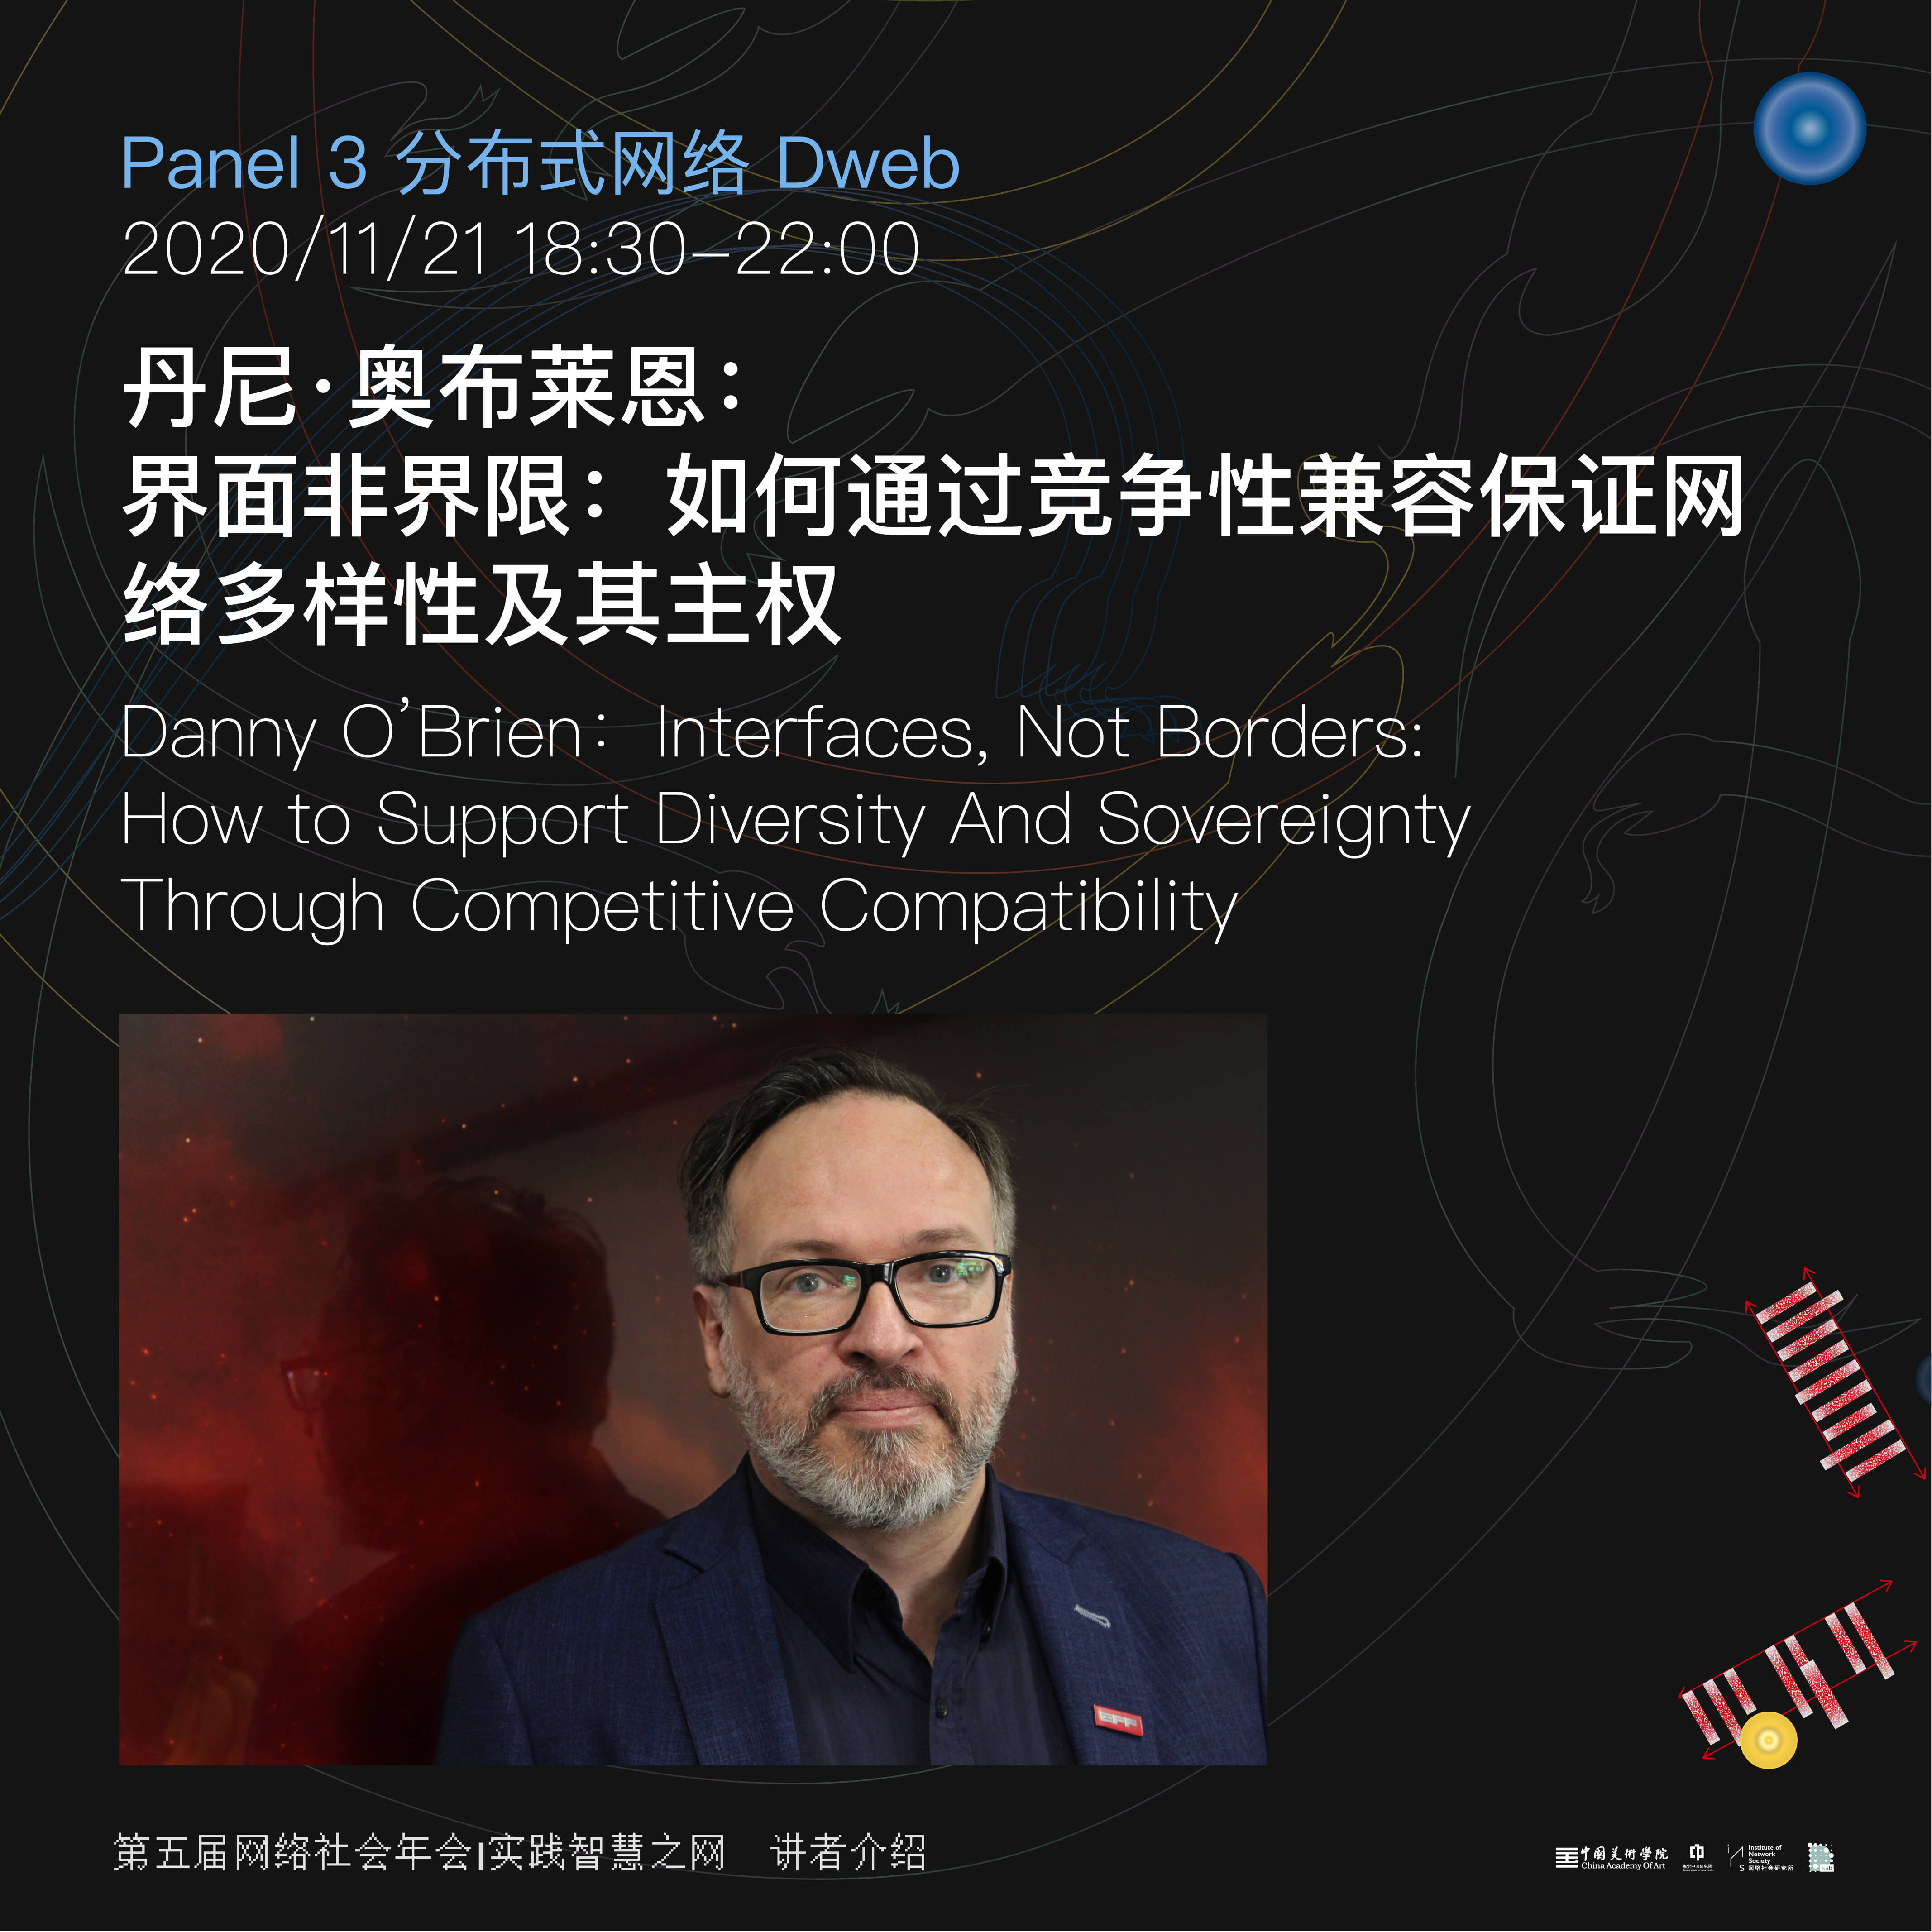 Panel 3 分布式网络 Dweb
2020/11/21 18:30–22:00
丹尼·奥布莱恩：
界面非界限：如何通过竞争性兼容保证网
络多样性及其主权
Danny O’Brien： Interfaces, Not Borders:
How to Support Diversity And Sovereignty
Through Competitive Compatibility
EFF
第五届网络社会年会|实践智慧之网 讲者介绍
中国美術學院
China Academy Of Art
Institute of
Network
Society
网络社会研究所